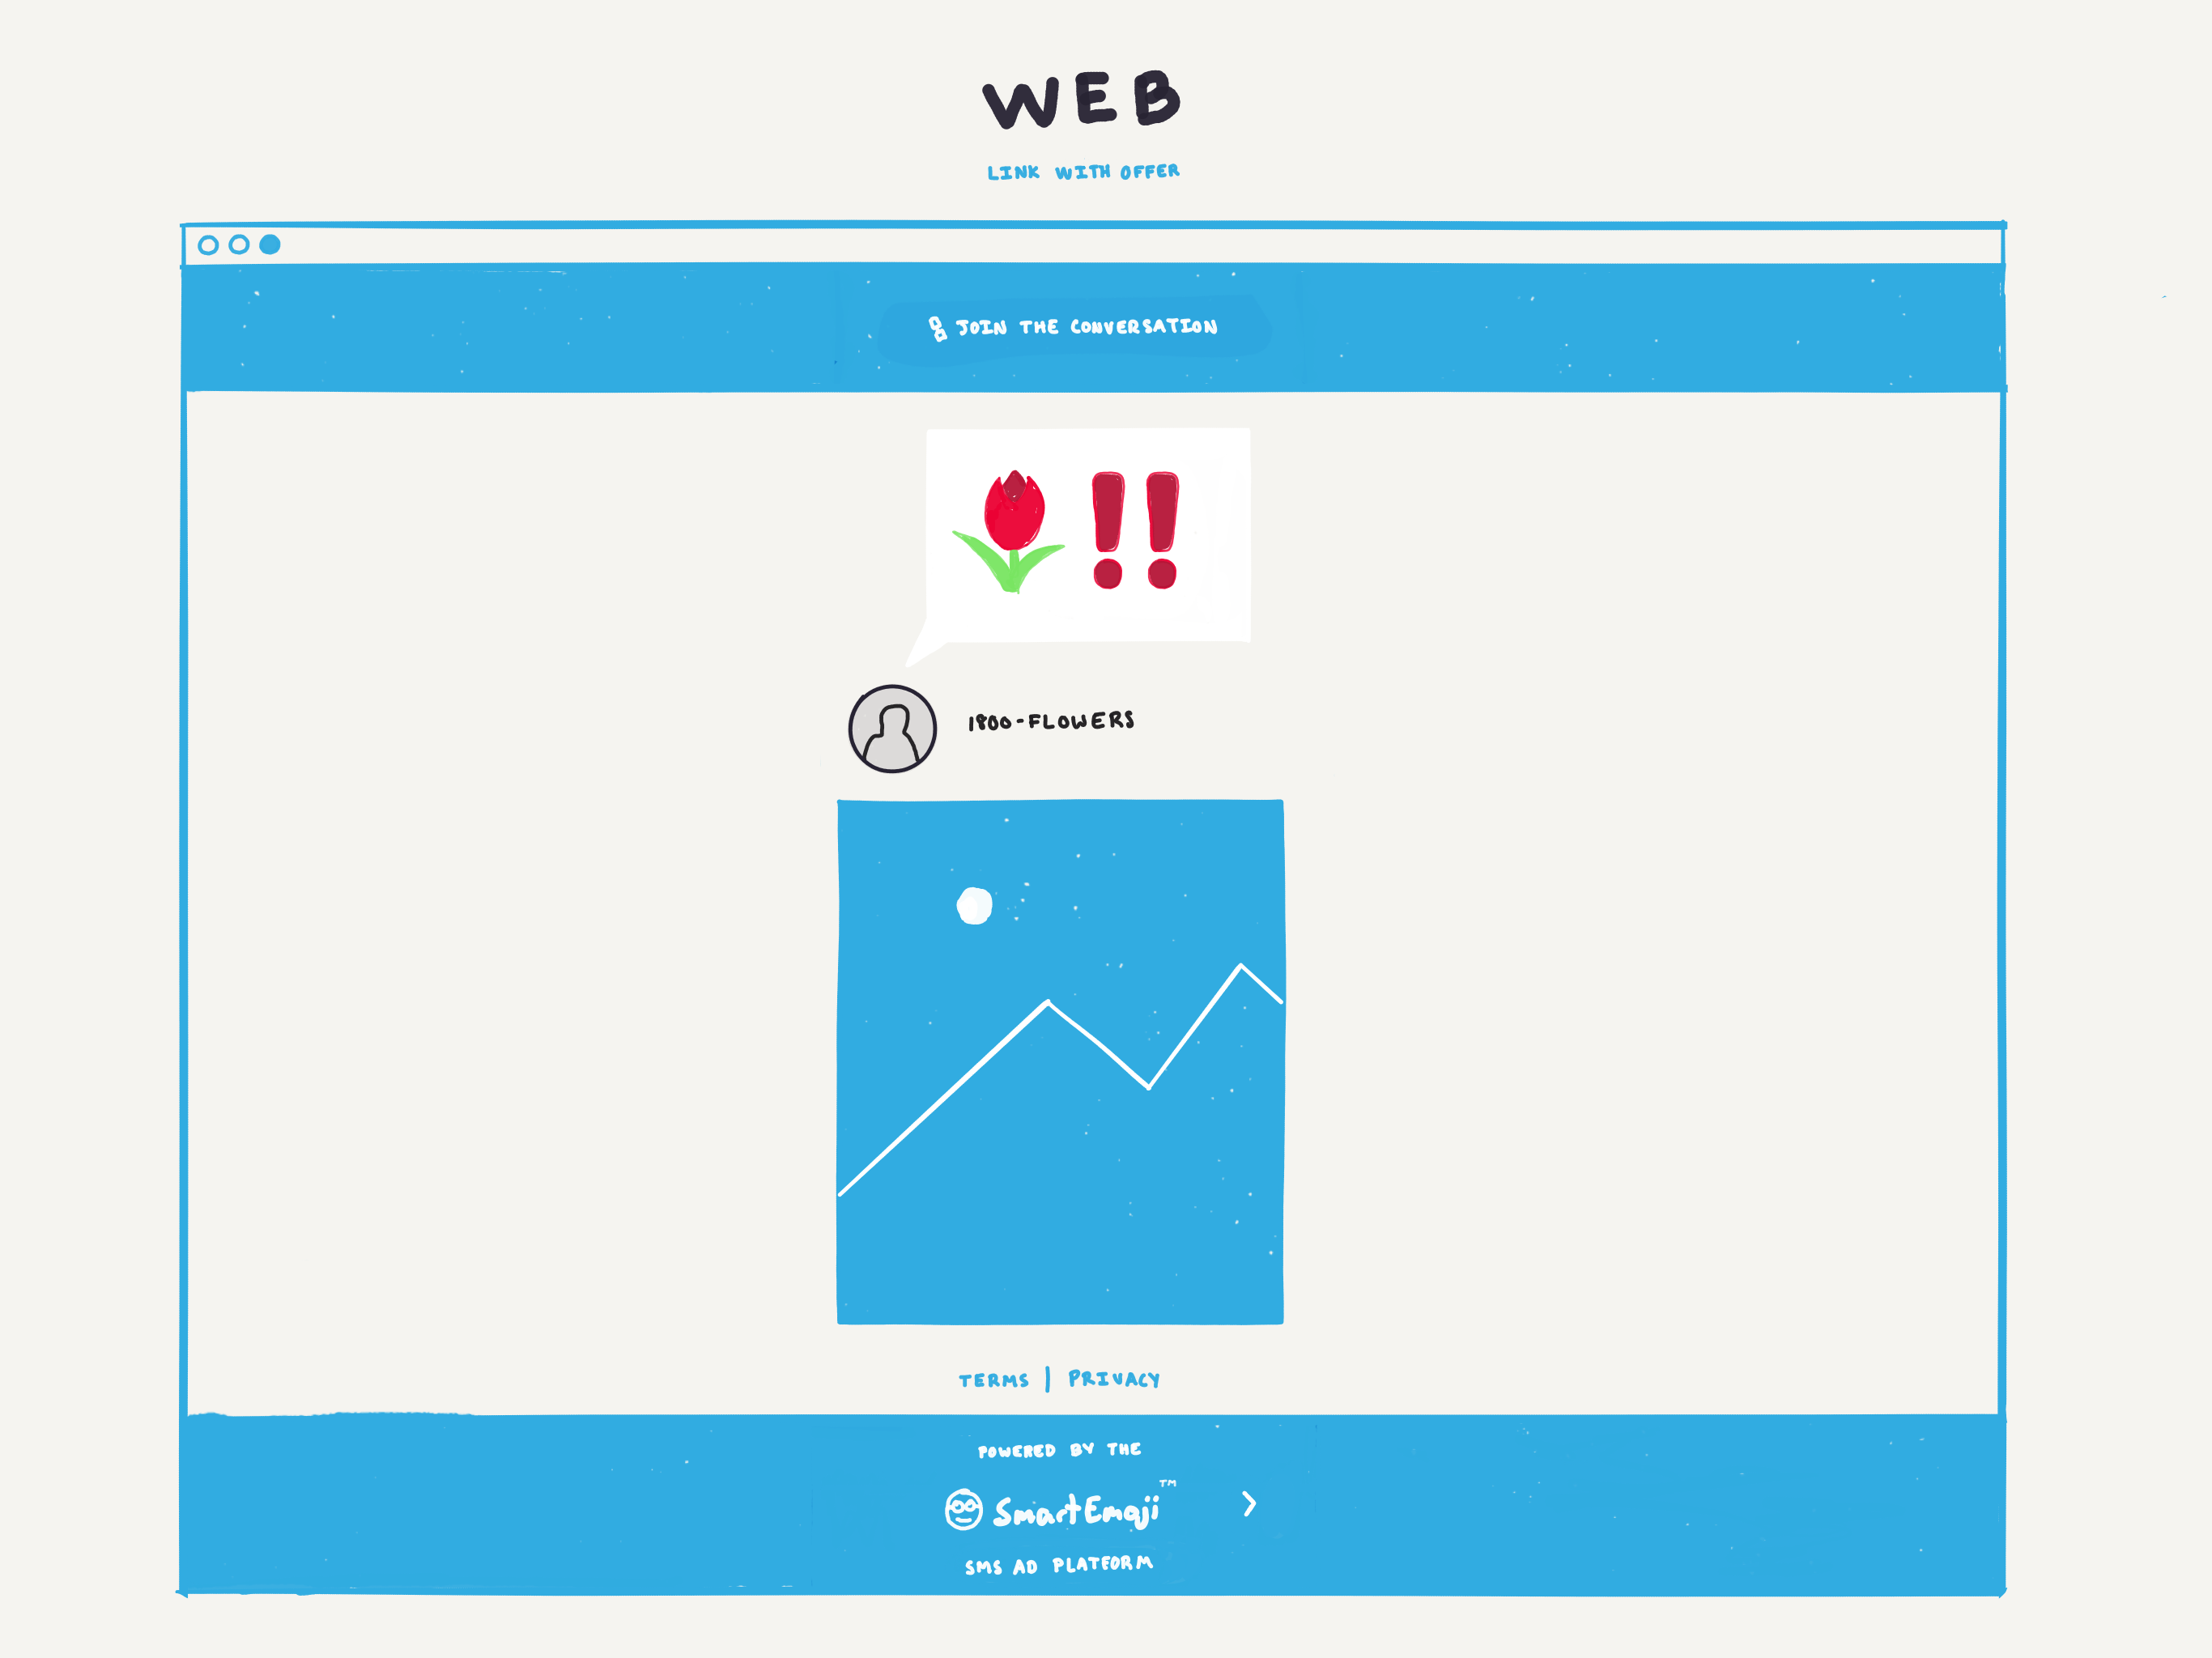 WEB
LINK WITH OFFER
JOIN THE CONVERSATION
!!
1800-FLOWERS
TERMS | PRIVACY
POWERED BY THE
SmartEmoji™
SMS AD PLATFORM